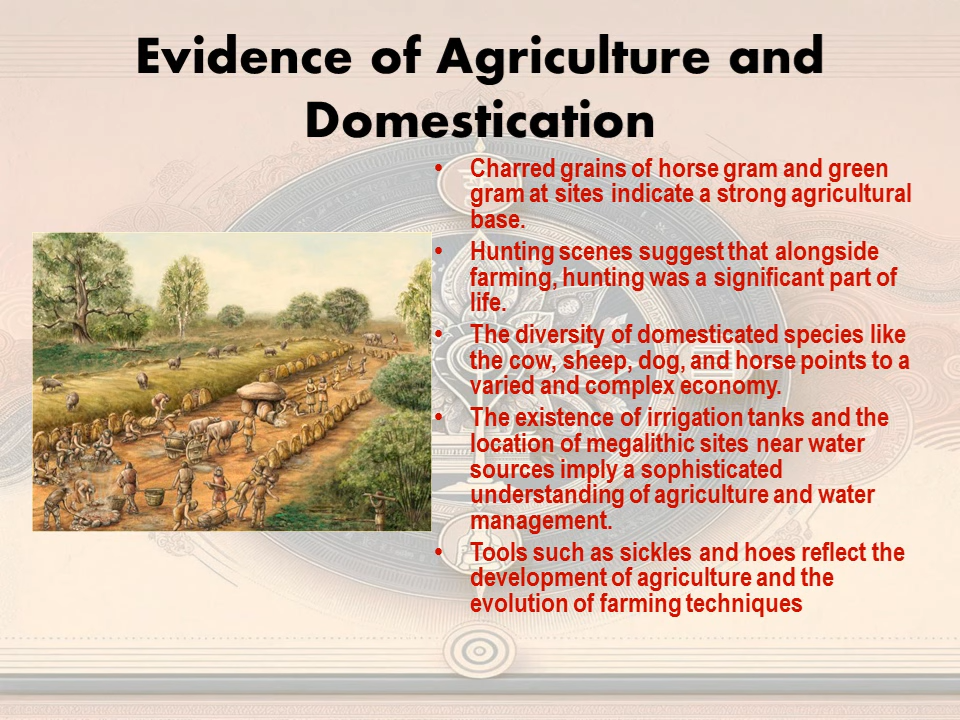 Evidence of Agriculture and
Domestication
• Charred grains of horse gram and green
gram at sites indicate a strong agricultural
base.
• Hunting scenes suggest that alongside
farming, hunting was a significant part of
life.
• The diversity of domesticated species like
the cow, sheep, dog, and horse points to a
varied and complex economy.
• The existence of irrigation tanks and the
location of megalithic sites near water
sources imply a sophisticated
understanding of agriculture and water
management.
• Tools such as sickles and hoes reflect the
development of agriculture and the
evolution of farming techniques